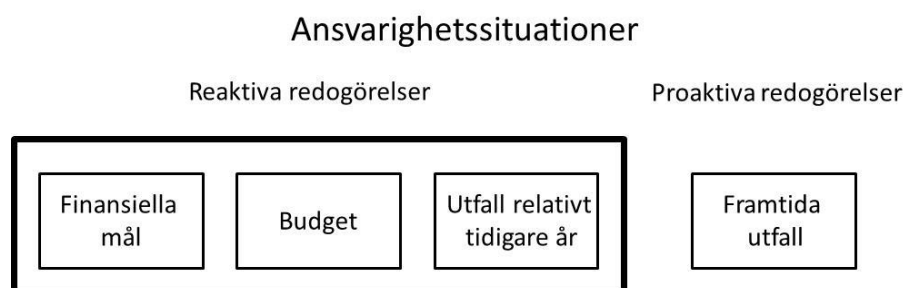 Ansvarighetssituationer
Reaktiva redogörelser
Proaktiva redogörelser
Finansiella
mål
Budget
Utfall relativt
tidigare år
Framtida
utfall